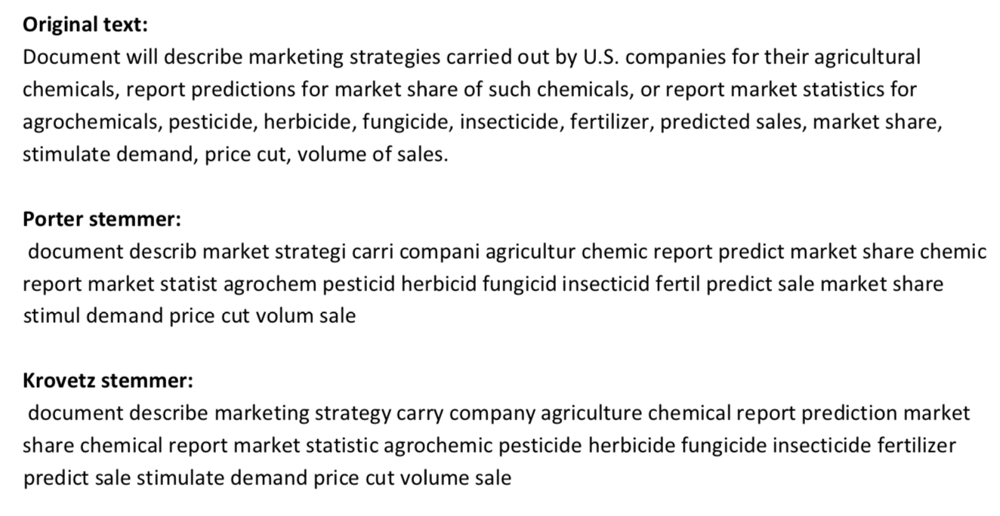 Original text:
Document will describe marketing strategies carried out by U.S. companies for their agricultural
chemicals, report predictions for market share of such chemicals, or report market statistics for
agrochemicals, pesticide, herbicide, fungicide, insecticide, fertilizer, predicted sales, market share,
stimulate demand, price cut, volume of sales.
Porter stemmer:
document describ market strategi carri compani agricultur chemic report predict market share chemic
report market statist agrochem pesticid herbicid fungicid insecticid fertil predict sale market share
stimul demand price cut volum sale
Krovetz stemmer:
document describe marketing strategy carry company agriculture chemical report prediction market
share chemical report market statistic agrochemic pesticide herbicide fungicide insecticide fertilizer
predict sale stimulate demand price cut volume sale